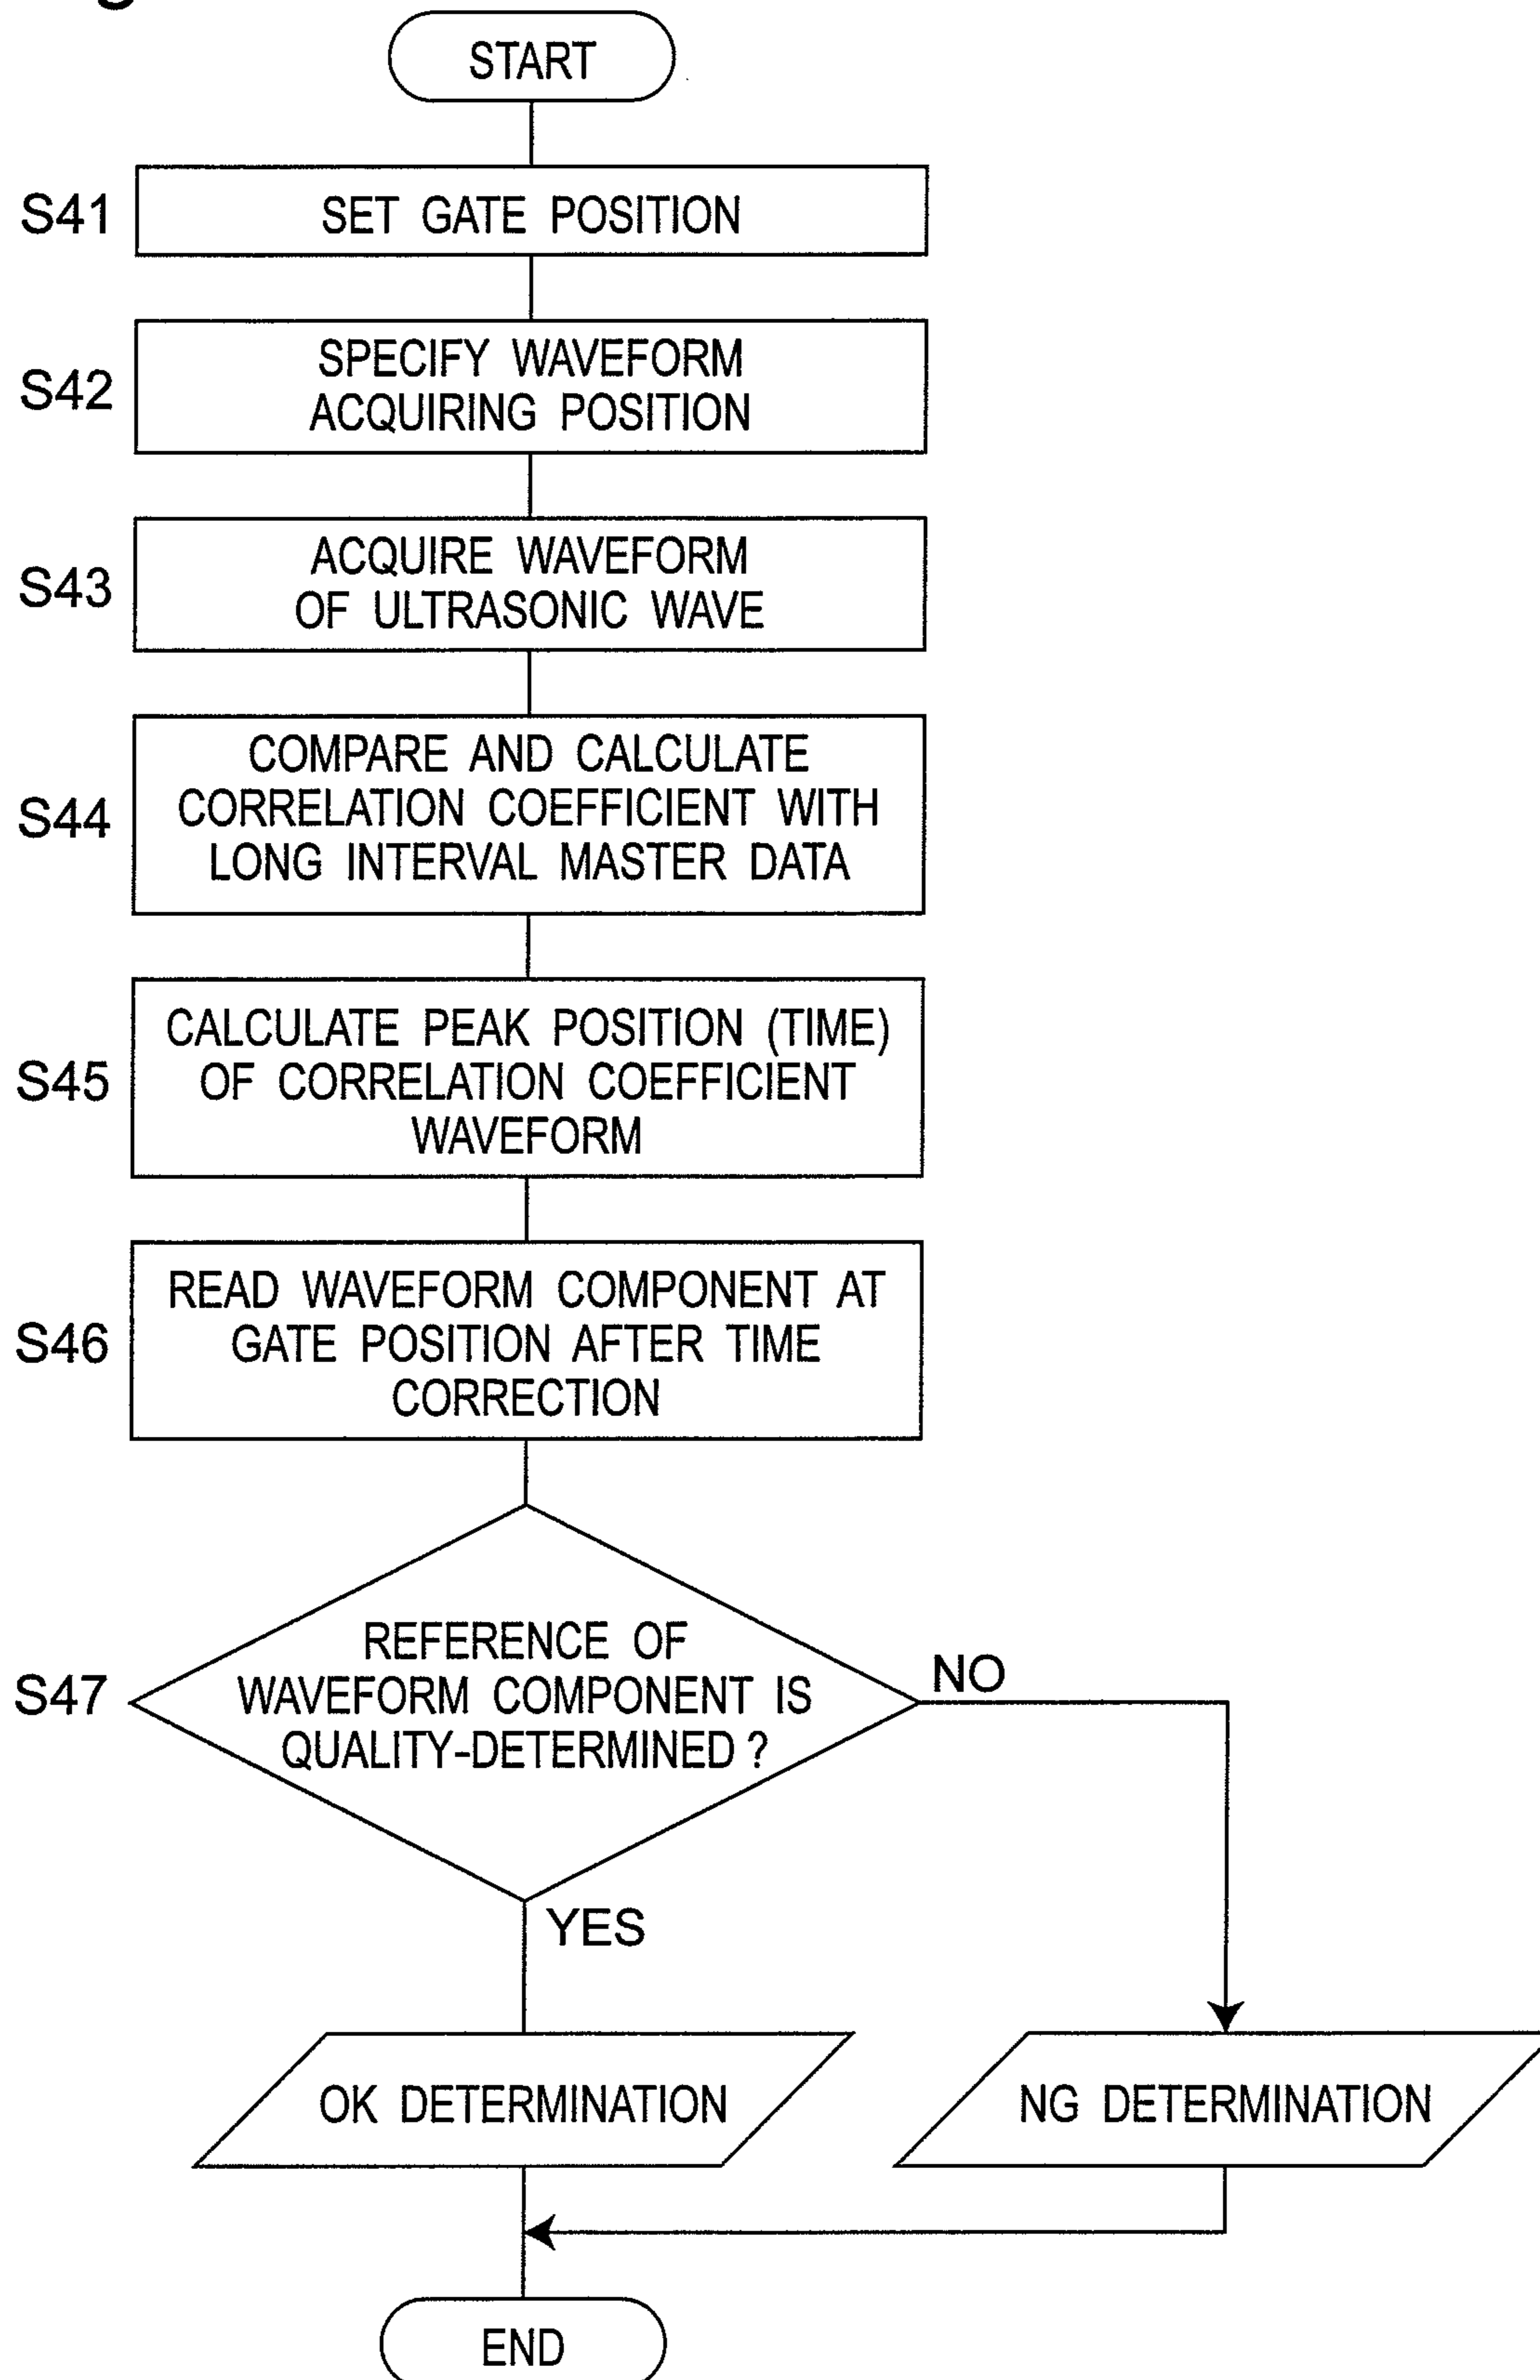 START
S41
SET GATE POSITION
S42
SPECIFY WAVEFORM
ACQUIRING POSITION
S43
ACQUIRE WAVEFORM
OF ULTRASONIC WAVE
S44
COMPARE AND CALCULATE
CORRELATION COEFFICIENT WITH
LONG INTERVAL MASTER DATA
S45
CALCULATE PEAK POSITION (TIME)
OF CORRELATION COEFFICIENT
WAVEFORM
S46
READ WAVEFORM COMPONENT AT
GATE POSITION AFTER TIME
CORRECTION
S47
REFERENCE OF
WAVEFORM COMPONENT IS
QUALITY-DETERMINED ?
NO
YES
OK DETERMINATION
NG DETERMINATION
END